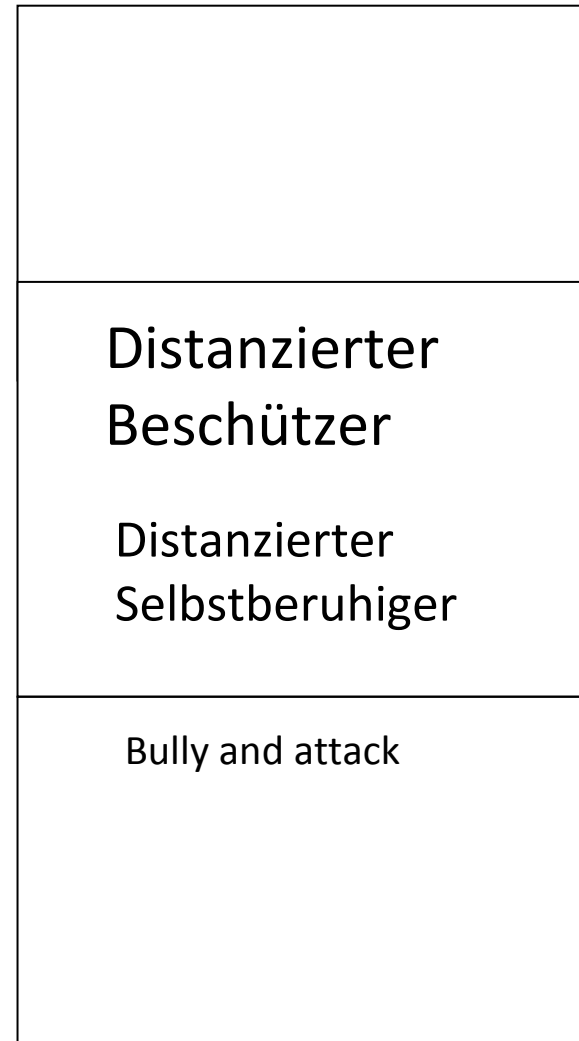 Distanzierter
Beschützer
Distanzierter
Selbstberuhiger
Bully and attack